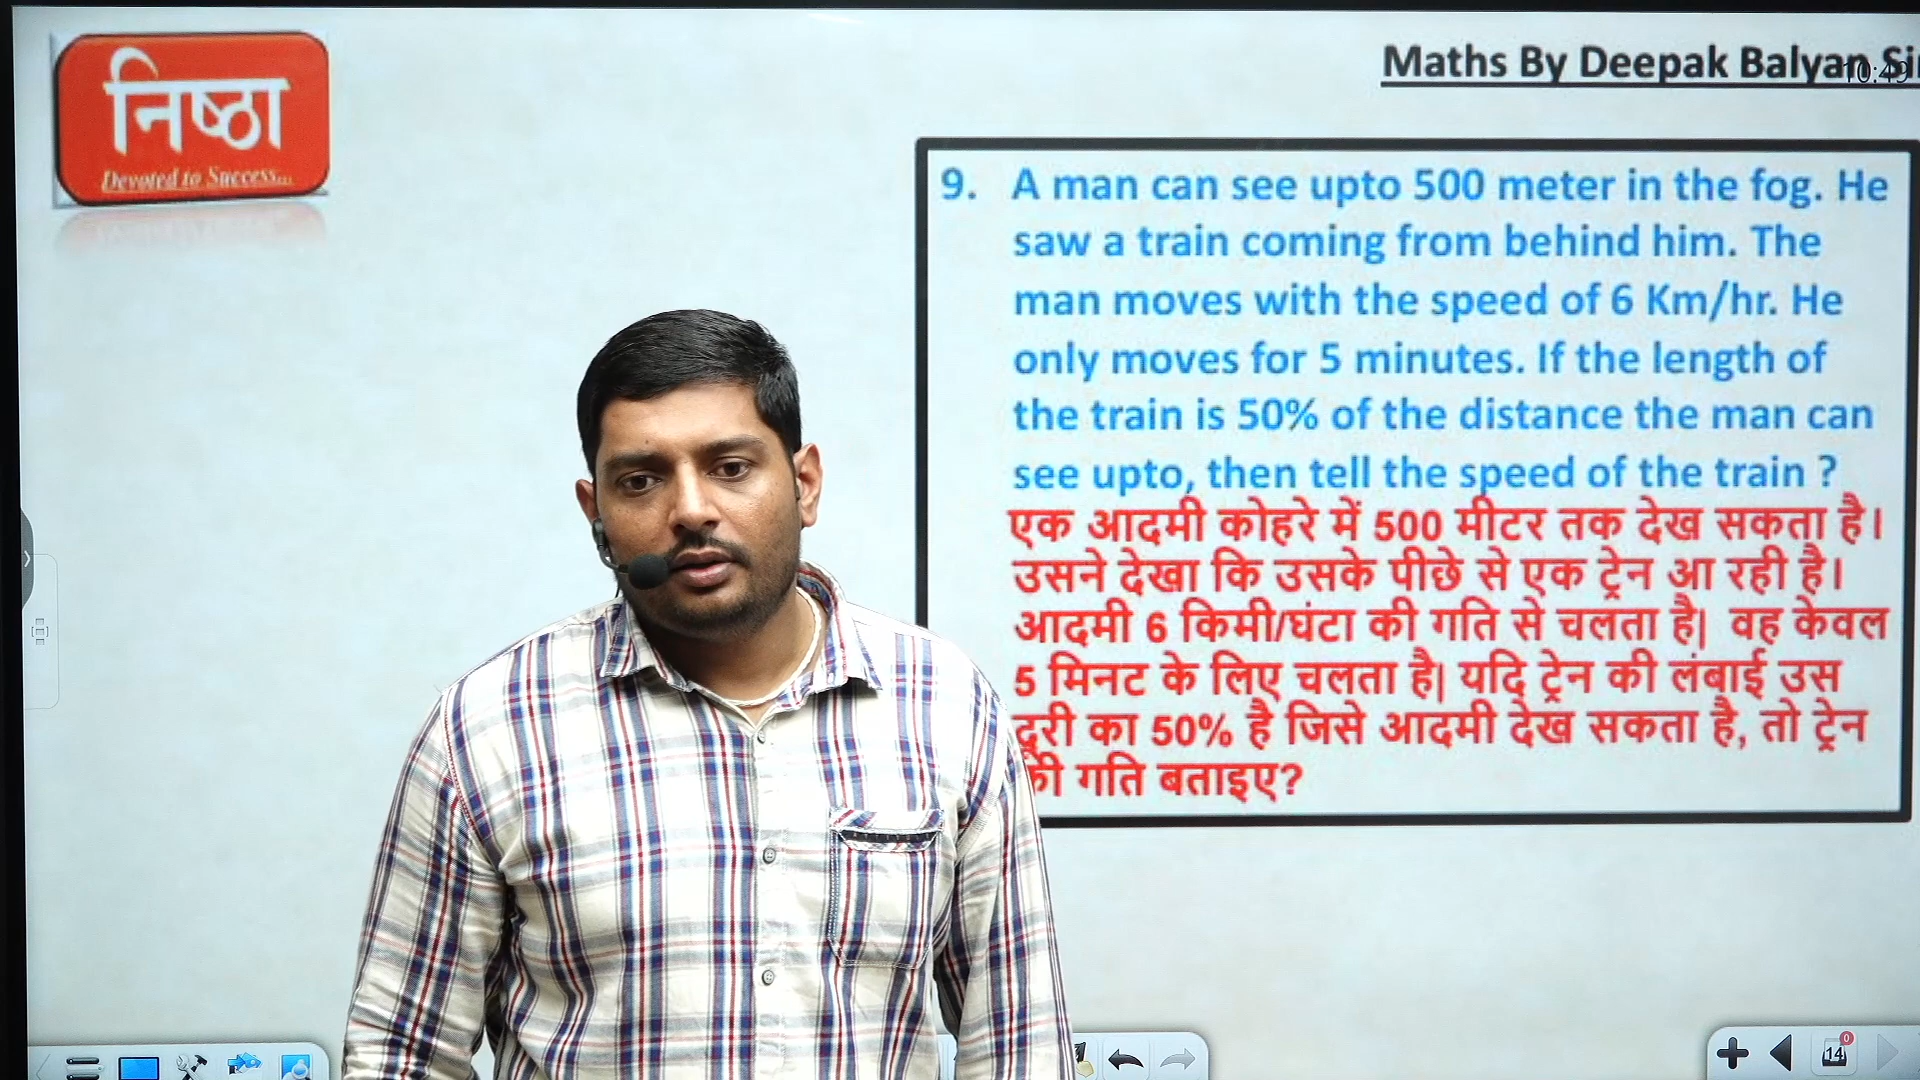 निष्ठा
Devoted to Success...
Maths By Deepak Balyan Sir
10:49
9. A man can see upto 500 meter in the fog. He
saw a train coming from behind him. The
man moves with the speed of 6 Km/hr. He
only moves for 5 minutes. If the length of
the train is 50% of the distance the man can
see upto, then tell the speed of the train ?
एक आदमी कोहरे में 500 मीटर तक देख सकता है।
उसने देखा कि उसके पीछे से एक ट्रेन आ रही है।
आदमी 6 किमी/घंटा की गति से चलता है| वह केवल
5 मिनट के लिए चलता है| यदि ट्रेन की लंबाई उस
दूरी का 50% है जिसे आदमी देख सकता है, तो ट्रेन
की गति बताइए?
14
0